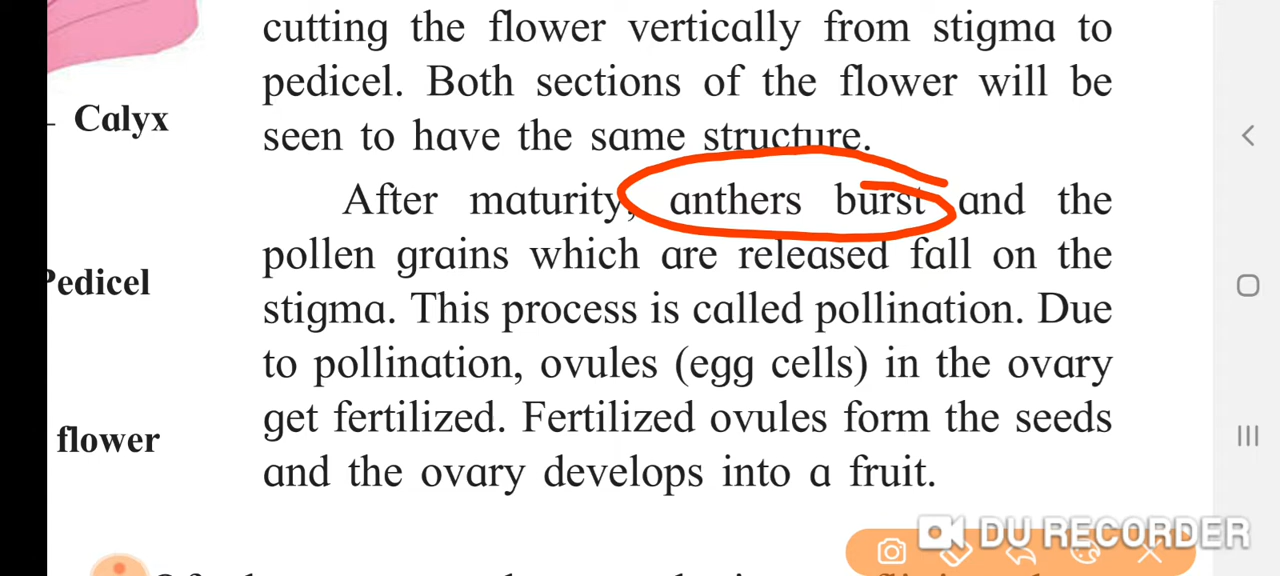 cutting the flower vertically from stigma to
pedicel. Both sections of the flower will be
Calyx
seen to have the same structure.
After maturity, anthers burst and the
pollen grains which are released fall on the
Pedicel
stigma. This process is called pollination. Due
to pollination, ovules (egg cells) in the ovary
get fertilized. Fertilized ovules form the seeds
flower
and the ovary develops into a fruit.
DU RECORDER